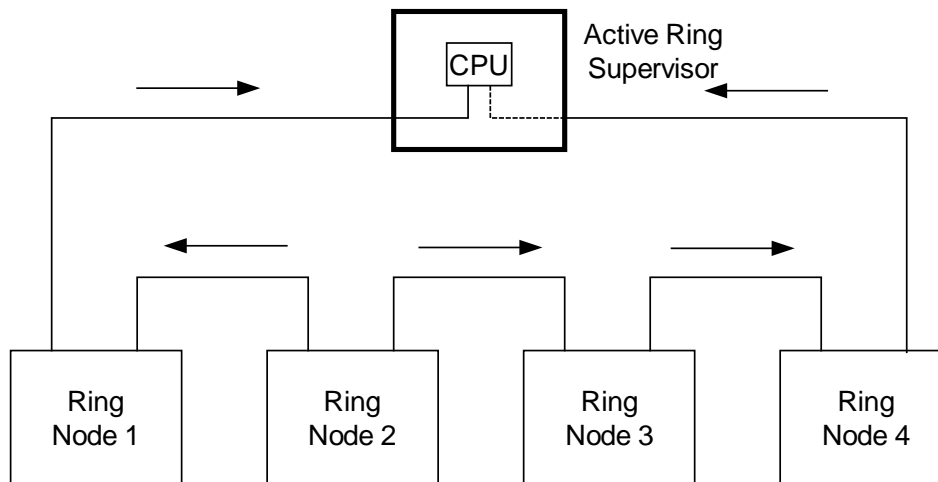 Active Ring
Supervisor
CPU
Ring
Node 1
Ring
Node 2
Ring
Node 3
Ring
Node 4